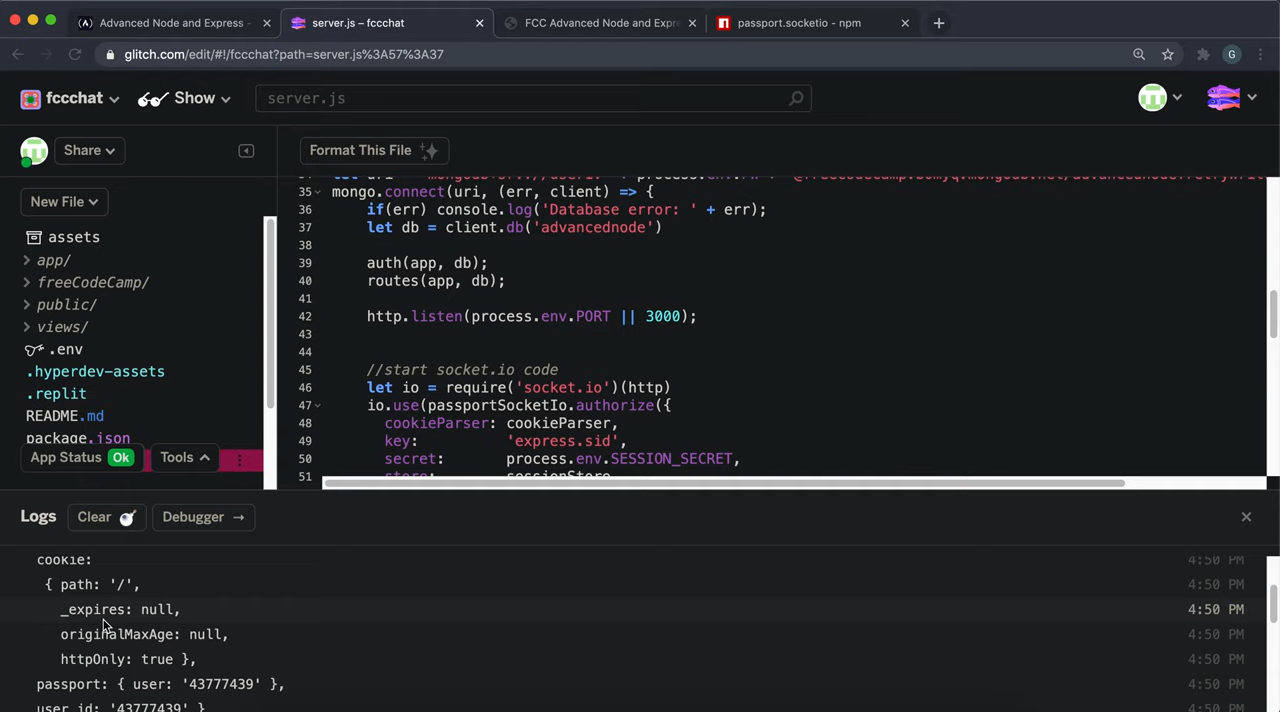 Advanced Node and Express -
server.js – fccchat
FCC Advanced Node and Expre
passport.socketio - npm
glitch.com/edit/#!/fccchat?path=server.js%3A57%3A37
G
fccchat
Show
server.js
Share
Format This File
New File
assets
app/
freeCodeCamp/
public/
views/
.env
.hyperdev-assets
.replit
README.md
package.json
App Status Ok
Tools
35 mongo.connect(uri, (err, client) => {
36 if(err) console.log('Database error: ' + err);
37 let db = client.db('advancednode')
38
39 auth(app, db);
40 routes(app, db);
41
42 http.listen(process.env.PORT || 3000);
43
44
45 //start socket.io code
46 let io = require('socket.io')(http)
47 io.use(passportSocketIo.authorize({
48 cookieParser: cookieParser,
49 key: 'express.sid',
50 secret: process.env.SESSION_SECRET,
51 store: sessionStore
Logs
Clear
Debugger →
cookie: 4:50 PM
{ path: '/', 4:50 PM
_expires: null, 4:50 PM
originalMaxAge: null, 4:50 PM
httpOnly: true }, 4:50 PM
passport: { user: '43777439' }, 4:50 PM
user_id: '43777439' } 4:50 PM